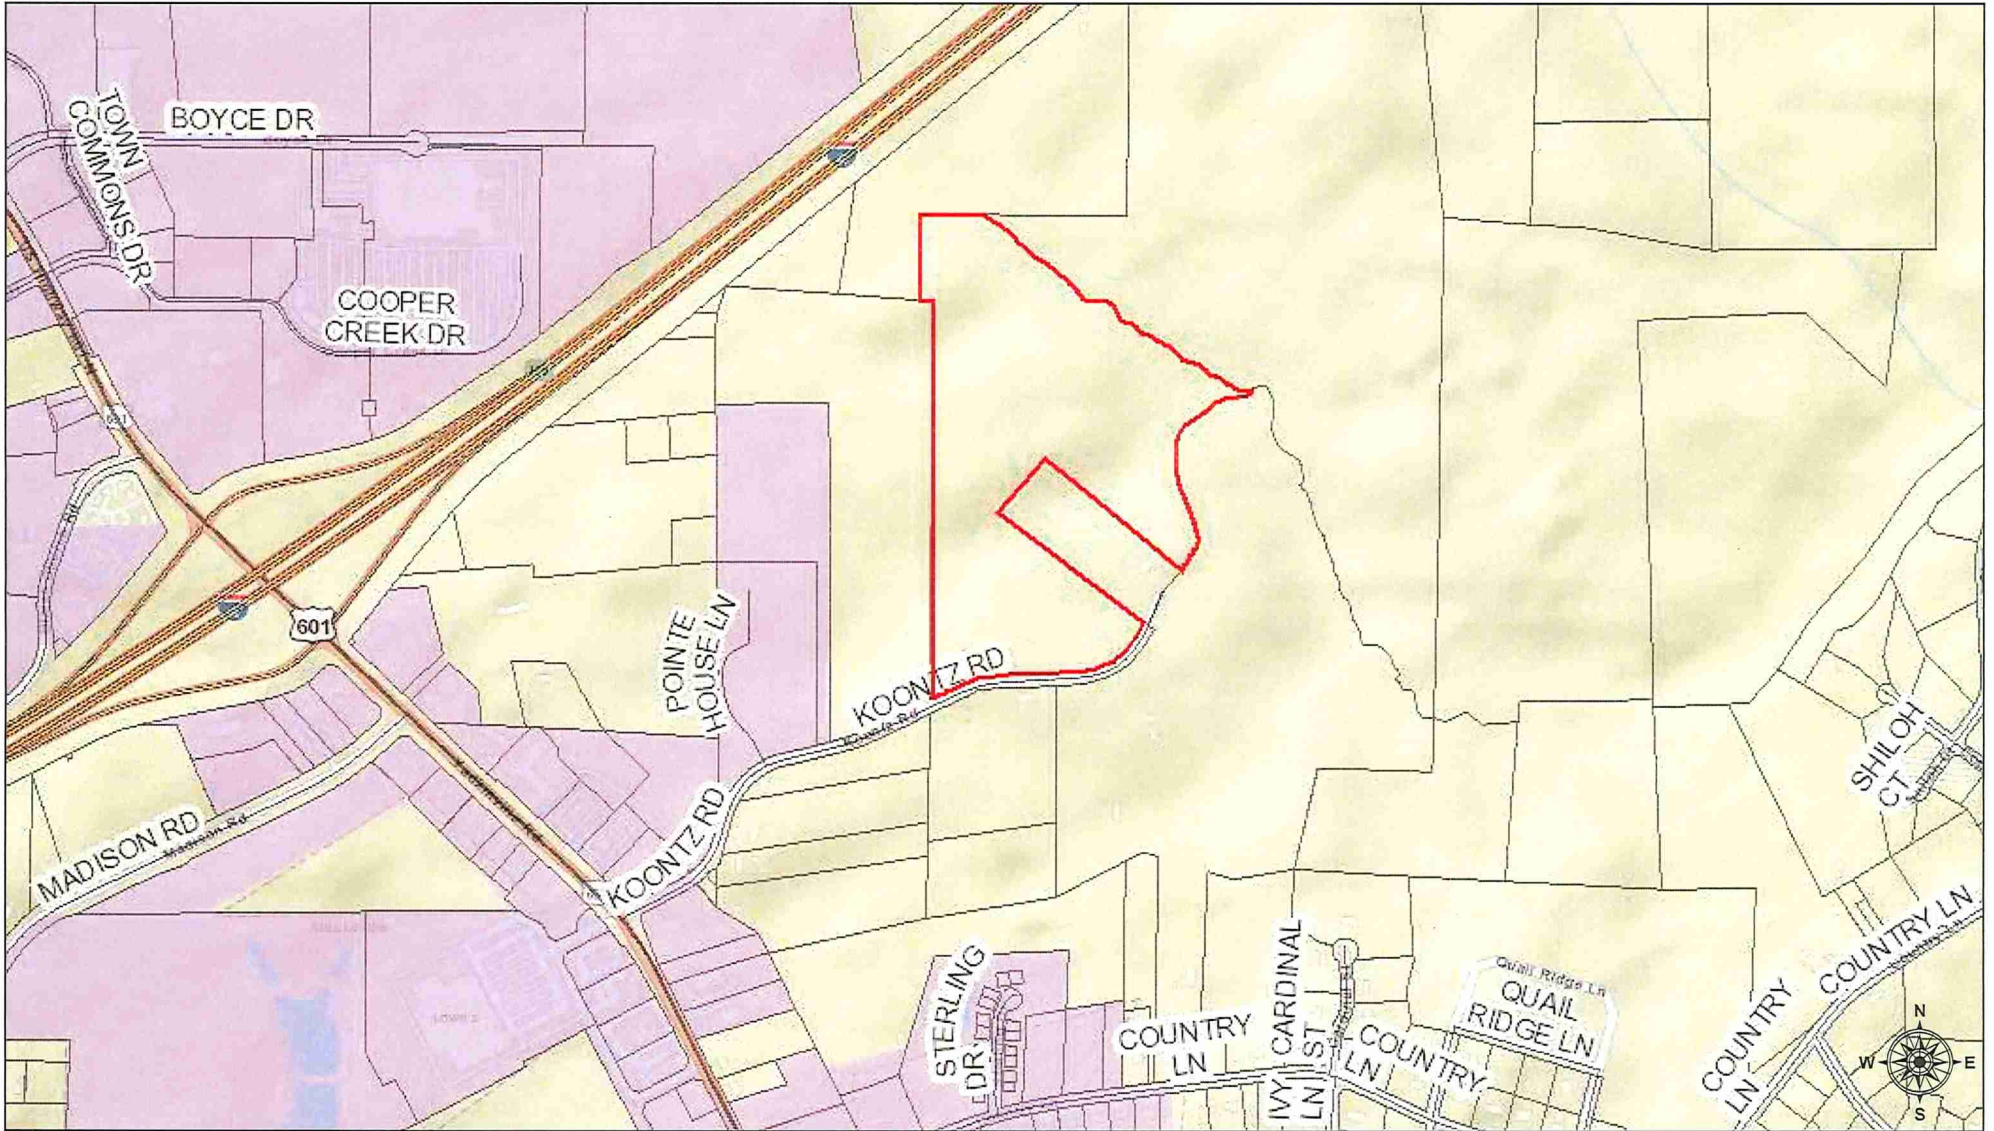 BOYCE DR
TOWN
COMMONS DR
COOPER
CREEK DR
601
601
POINTE
HOUSE LN
KOONTZ RD
MADISON RD
Madison Rd
KOONTZ RD
LOWE'S
STERLING
DR
COUNTRY
LN
IVY
LN
CARDINAL
ST
COUNTRY
LN
Quail Ridge Ln
QUAIL
RIDGE LN
SHILOH
CT
COUNTRY LN
COUNTRY
LN
N
W
E
S